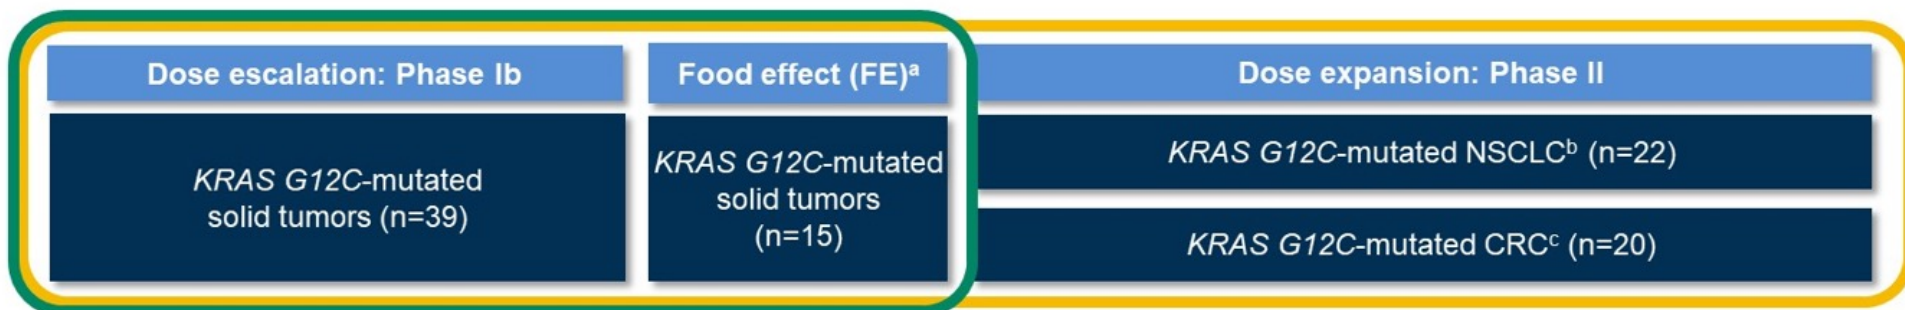 Dose escalation: Phase Ib
KRAS G12C-mutated
solid tumors (n=39)
Food effect (FE)ᵃ
KRAS G12C-mutated
solid tumors
(n=15)
Dose expansion: Phase II
KRAS G12C-mutated NSCLCᵇ (n=22)
KRAS G12C-mutated CRCᶜ (n=20)